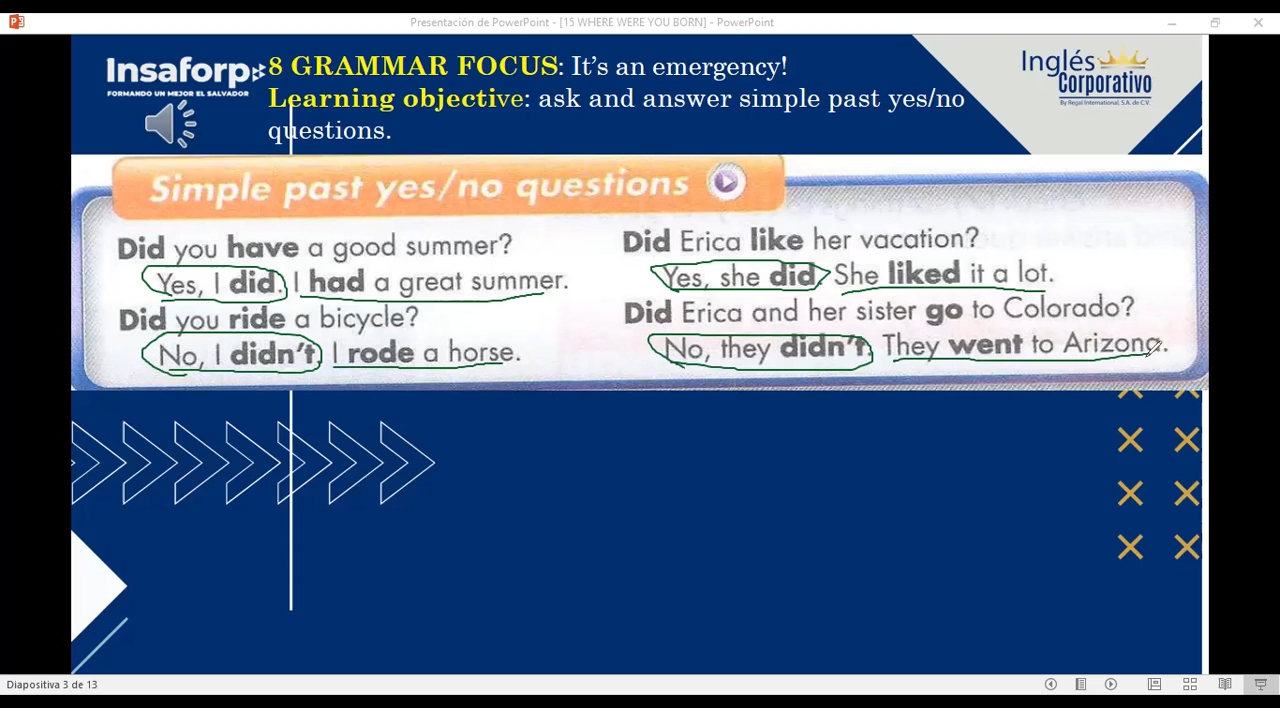 Presentación de PowerPoint - [15 WHERE WERE YOU BORN] - PowerPoint
Insaforp
FORMANDO UN MEJOR EL SALVADOR
8 GRAMMAR FOCUS: It's an emergency!
Learning objective: ask and answer simple past yes/no
questions.
Inglés
Corporativo
By Regal International, S.A. de C.V.
Simple past yes/no questions
Did you have a good summer?
Yes, I did. I had a great summer.
Did you ride a bicycle?
No, I didn't. I rode a horse.
Did Erica like her vacation?
Yes, she did. She liked it a lot.
Did Erica and her sister go to Colorado?
No, they didn't. They went to Arizona.
Diapositiva 3 de 13